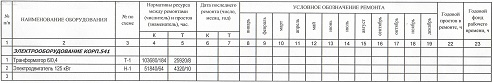 № п/п
НАИМЕНОВАНИЕ ОБОРУДОВАНИЯ
№ по схеме
Нормативы ресурса между ремонтами (числитель) и простоя (знаменатель), час.
Дата последнего ремонта (число, месяц, год)
УСЛОВНОЕ ОБОЗНАЧЕНИЕ РЕМОНТА
Годовой простой в ремонте, ч
Годовой фонд рабочего времени, ч
К Т К Т
январь февраль март апрель май июнь июль август сентябрь октябрь ноябрь декабрь
1 2 3 4 5 6 7 8 9 10 11 12 13 14 15 16 17 18 19 20 21 22 23
ЭЛЕКТРООБОРУДОВАНИЕ КОРП.541
1 Трансформатор 6/0,4 Т-1 103680/184 25920/8
2 Электродвигатель 125 кВт Н-1 51840/64 4320/10